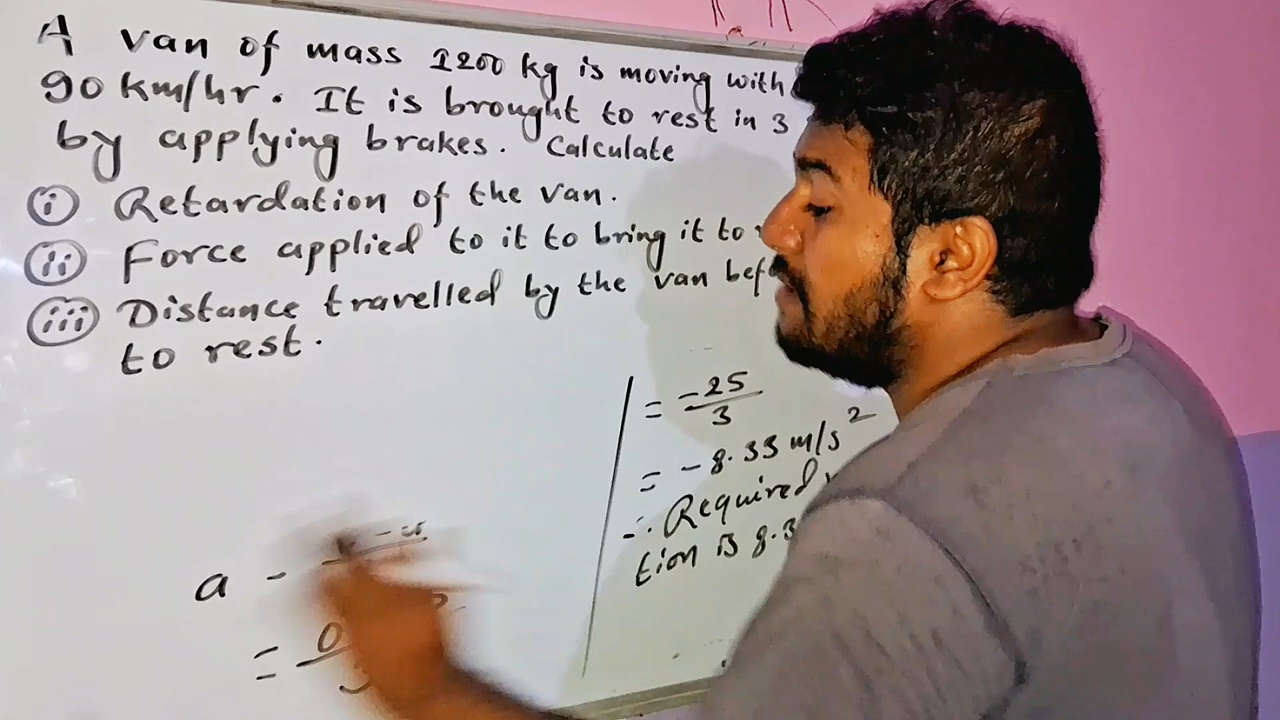 A van of mass 1200 kg is moving with
90 km/hr. It is brought to rest in 3
by applying brakes. Calculate
(i) Retardation of the van.
(ii) Force applied to it to bring it to
(iii) Distance travelled by the van
to rest.
= -25/3
= -8.33 m/s²
∴ Required
tion is 8.3
a =
= 0